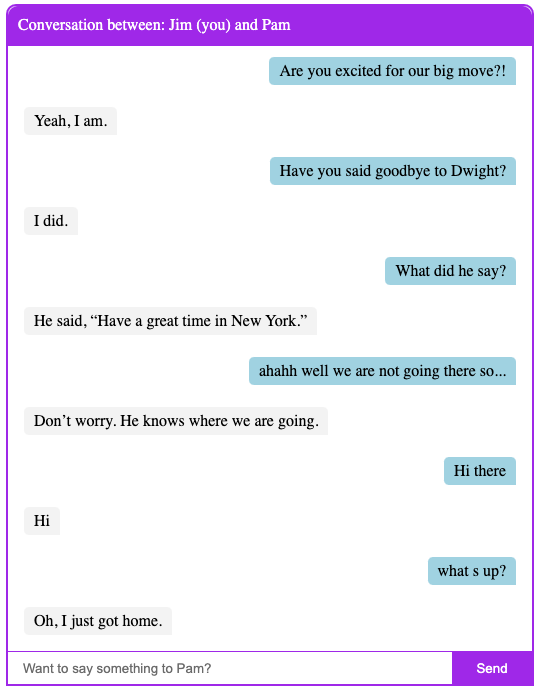 Conversation between: Jim (you) and Pam
Are you excited for our big move?!
Yeah, I am.
Have you said goodbye to Dwight?
I did.
What did he say?
He said, “Have a great time in New York.”
ahahh well we are not going there so...
Don’t worry. He knows where we are going.
Hi there
Hi
what s up?
Oh, I just got home.
Want to say something to Pam?
Send